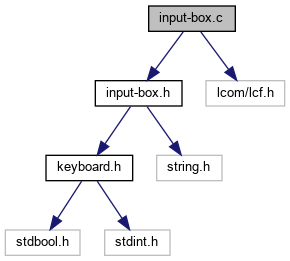 input-box.c
input-box.h
lcom/lcf.h
keyboard.h
string.h
stdbool.h
stdint.h